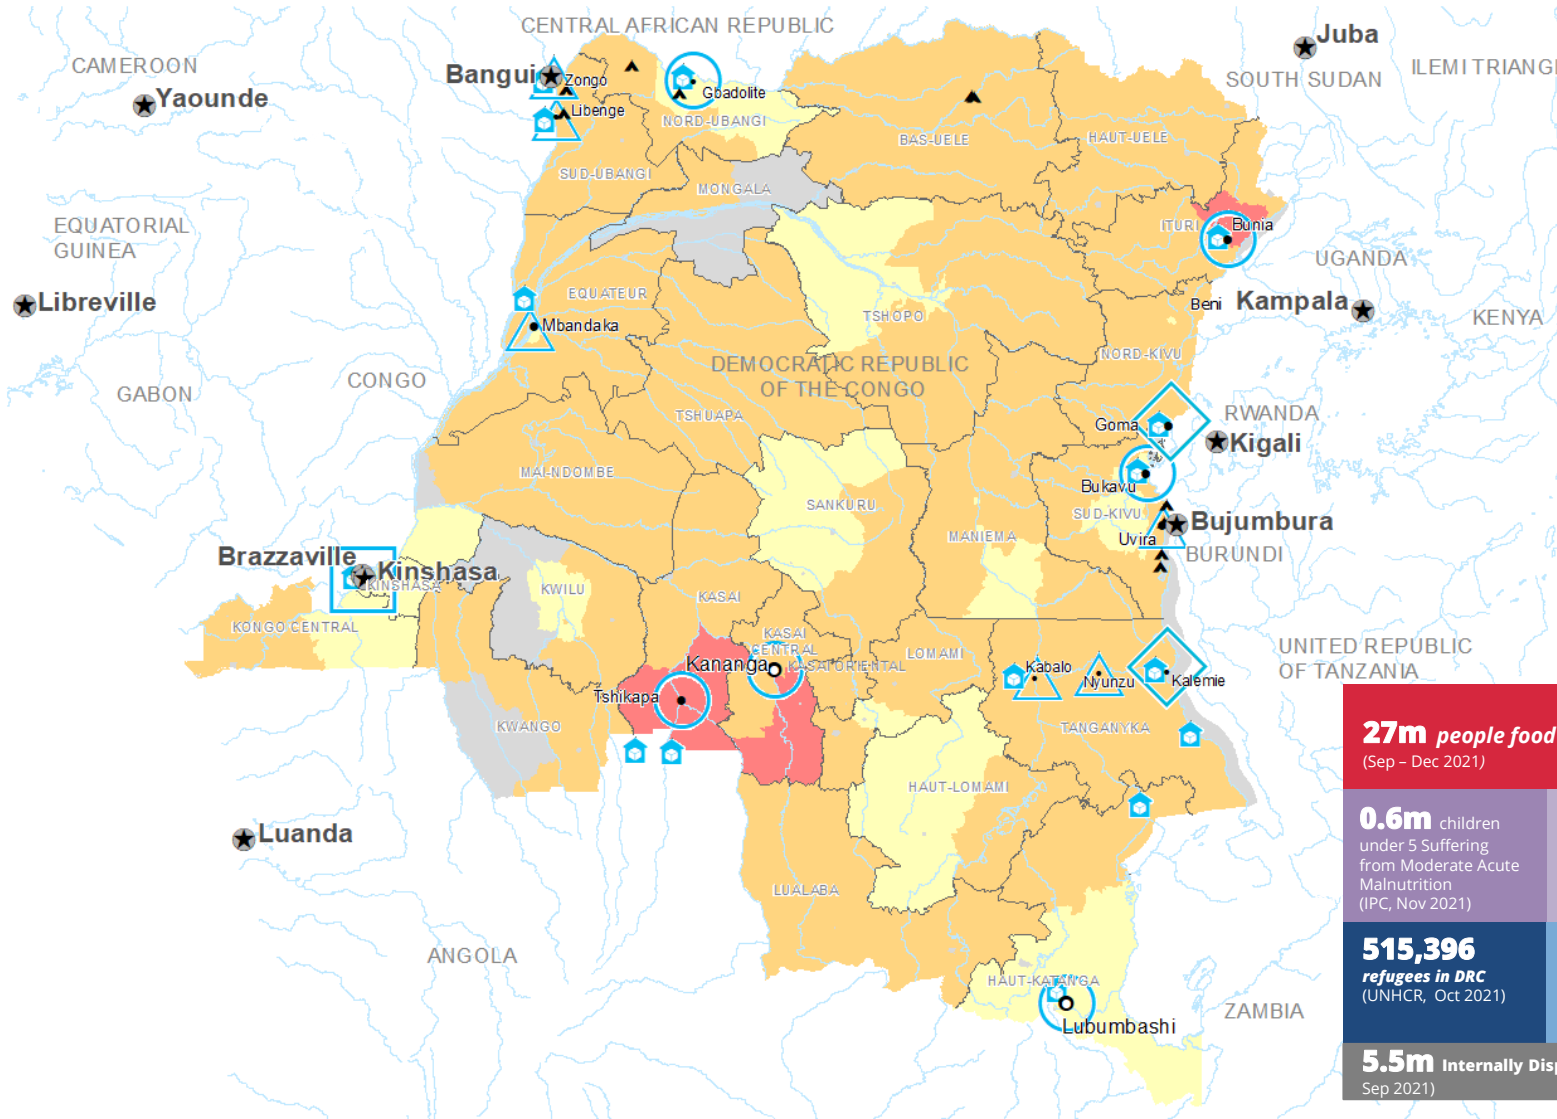 CENTRAL AFRICAN REPUBLIC
Juba
CAMEROON
Bangui
Zongo
SOUTH SUDAN
ILEMI TRIANG
Yaounde
Gbadolite
Libenge
NORD-UBANGI
BAS-UELE
HAUT-UELE
SUD-UBANGI
MONGALA
EQUATORIAL
GUINEA
ITURI
Bunia
UGANDA
Libreville
EQUATEUR
Beni
Kampala
Mbandaka
TSHOPO
KENYA
DEMOCRATIC REPUBLIC
OF THE CONGO
NORD-KIVU
GABON
CONGO
TSHUAPA
Goma
RWANDA
Kigali
MAI-NDOMBE
Bukavu
SANKURU
SUD-KIVU
Bujumbura
MANIEMA
Uvira
BURUNDI
Brazzaville
Kinshasa
KINSHASA
KWILU
KASAI
KONGO CENTRAL
KASAI
CENTRAL
UNITED REPUBLIC
OF TANZANIA
Kananga
KASAI ORIENTAL
LOMAMI
Kabalo
Nyunzu
Kalemie
Tshikapa
KWANGO
TANGANYKA
27m people food
(Sep – Dec 2021)
HAUT-LOMAMI
0.6m children
under 5 Suffering
from Moderate Acute
Malnutrition
(IPC, Nov 2021)
Luanda
LUALABA
ANGOLA
515,396
refugees in DRC
(UNHCR, Oct 2021)
HAUT-KATANGA
ZAMBIA
Lubumbashi
5.5m Internally Disp
Sep 2021)